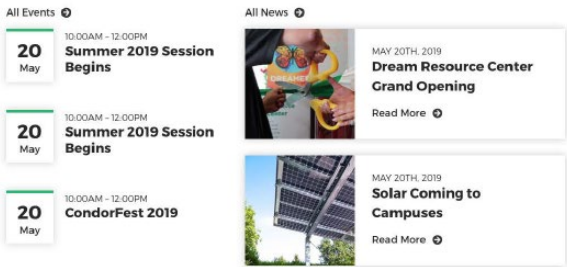 All Events
20
May
10:00AM - 12:00PM
Summer 2019 Session
Begins
20
May
10:00AM - 12:00PM
Summer 2019 Session
Begins
20
May
10:00AM - 12:00PM
CondorFest 2019
All News
DREAMER
MAY 20TH, 2019
Dream Resource Center
Grand Opening
Read More
MAY 20TH, 2019
Solar Coming to
Campuses
Read More